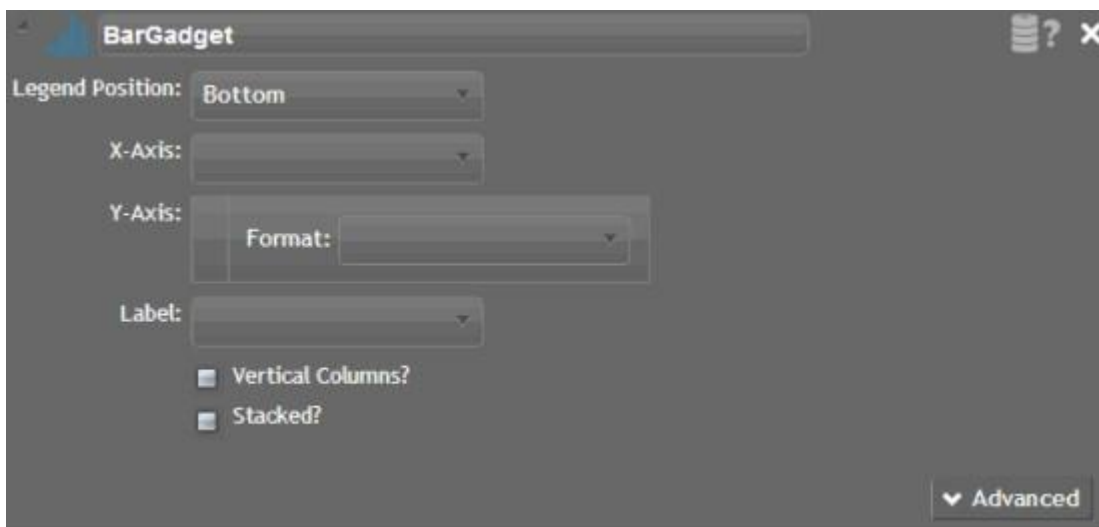 BarGadget
?
Legend Position: Bottom
X-Axis:
Y-Axis:
Format:
Label:
Vertical Columns?
Stacked?
Advanced